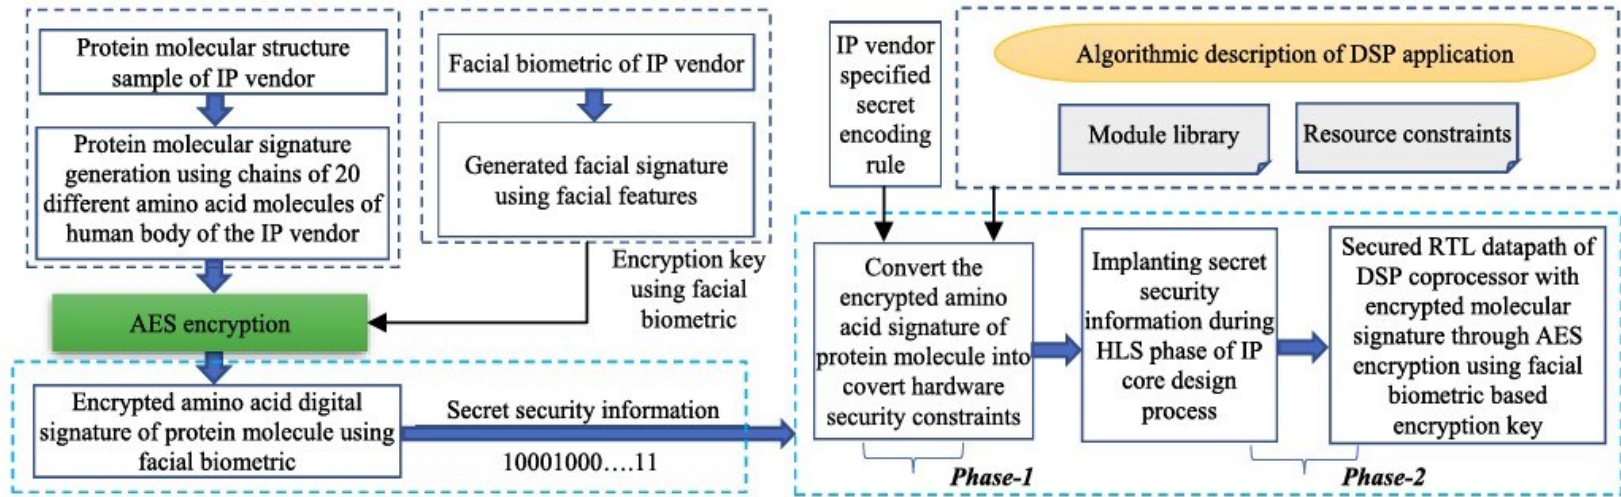 Protein molecular structure
sample of IP vendor
Protein molecular signature
generation using chains of 20
different amino acid molecules of
human body of the IP vendor
Facial biometric of IP vendor
Generated facial signature
using facial features
Encryption key
using facial
biometric
AES encryption
Encrypted amino acid digital
signature of protein molecule using
facial biometric
Secret security information
10001000….11
IP vendor
specified
secret
encoding
rule
Algorithmic description of DSP application
Module library
Resource constraints
Convert the
encrypted amino
acid signature of
protein molecule into
covert hardware
security constraints
Implanting secret
security
information during
HLS phase of IP
core design
process
Secured RTL datapath of
DSP coprocessor with
encrypted molecular
signature through AES
encryption using facial
biometric based
encryption key
Phase-1
Phase-2